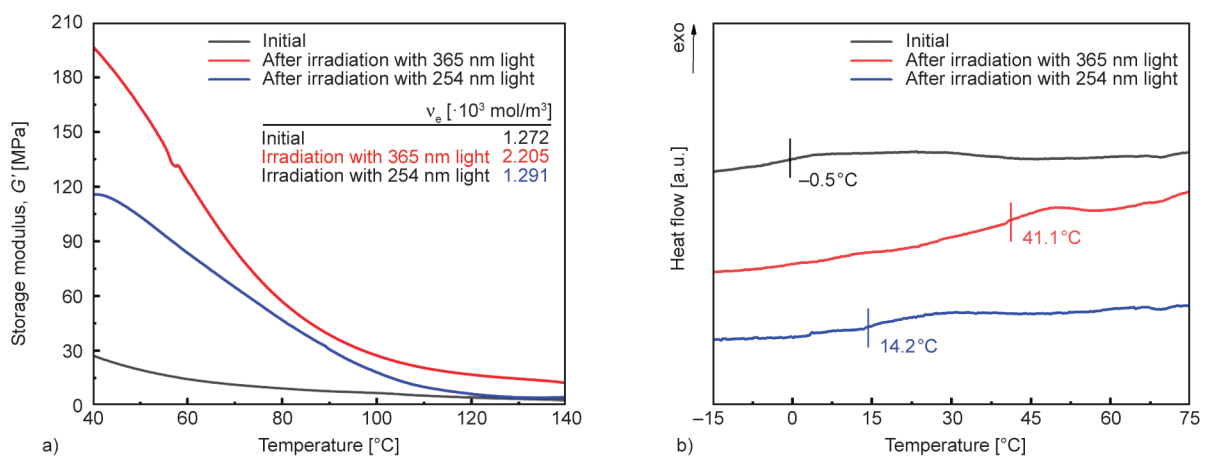 210
180
150
120
90
60
30
0
Storage modulus, G′ [MPa]
Initial
After irradiation with 365 nm light
After irradiation with 254 nm light
νe [·10³ mol/m³]
Initial 1.272
Irradiation with 365 nm light 2.205
Irradiation with 254 nm light 1.291
40 60 80 100 120 140
Temperature [°C]
a)
exo
Heat flow [a.u.]
Initial
After irradiation with 365 nm light
After irradiation with 254 nm light
–0.5°C
41.1°C
14.2°C
–15 0 15 30 45 60 75
Temperature [°C]
b)